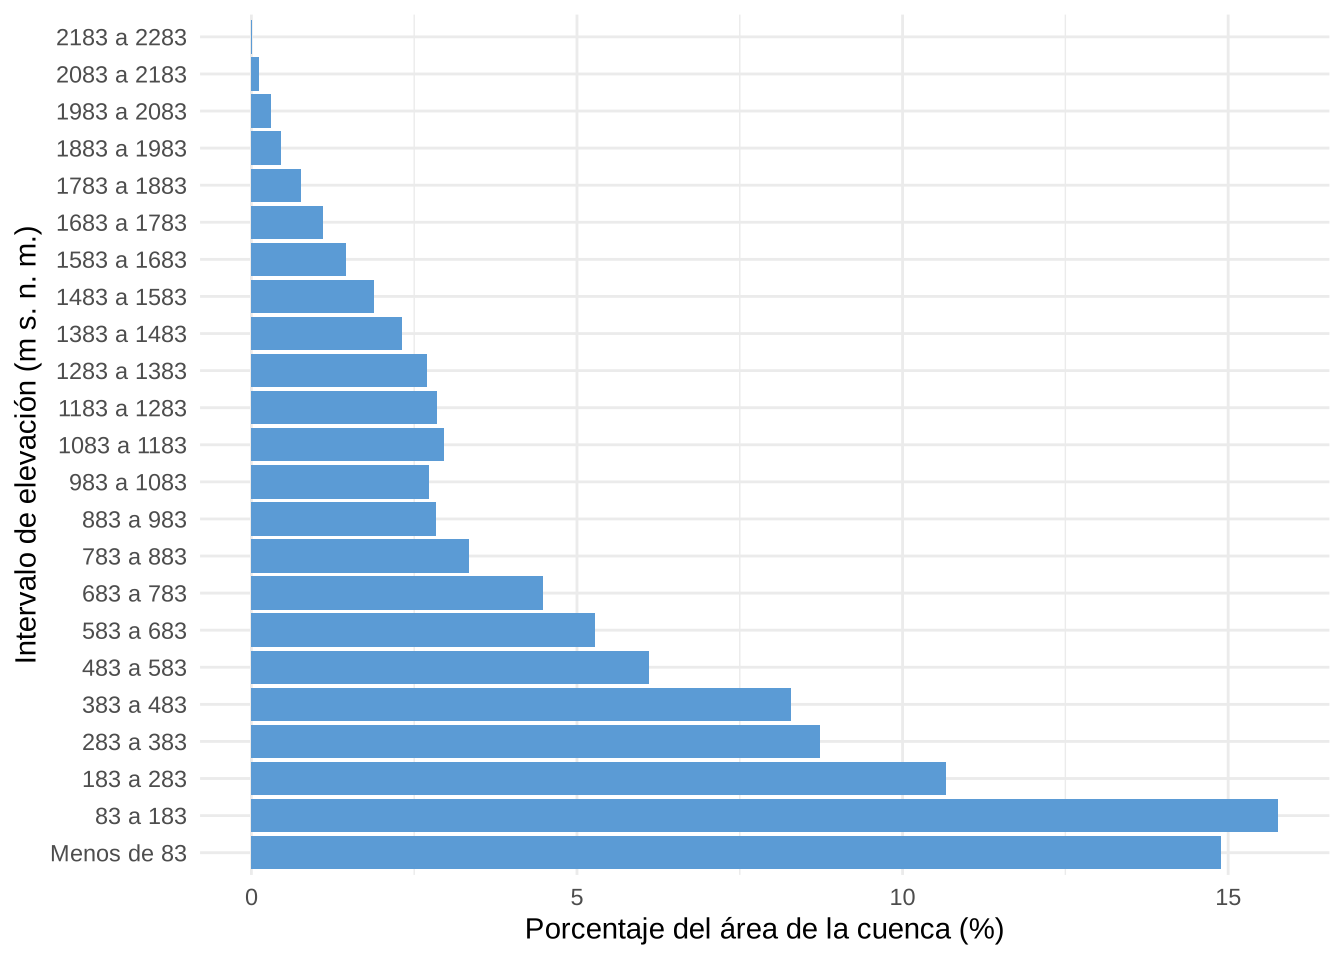 Intervalo de elevación (m s. n. m.)
2183 a 2283
2083 a 2183
1983 a 2083
1883 a 1983
1783 a 1883
1683 a 1783
1583 a 1683
1483 a 1583
1383 a 1483
1283 a 1383
1183 a 1283
1083 a 1183
983 a 1083
883 a 983
783 a 883
683 a 783
583 a 683
483 a 583
383 a 483
283 a 383
183 a 283
83 a 183
Menos de 83
0 5 10 15
Porcentaje del área de la cuenca (%)